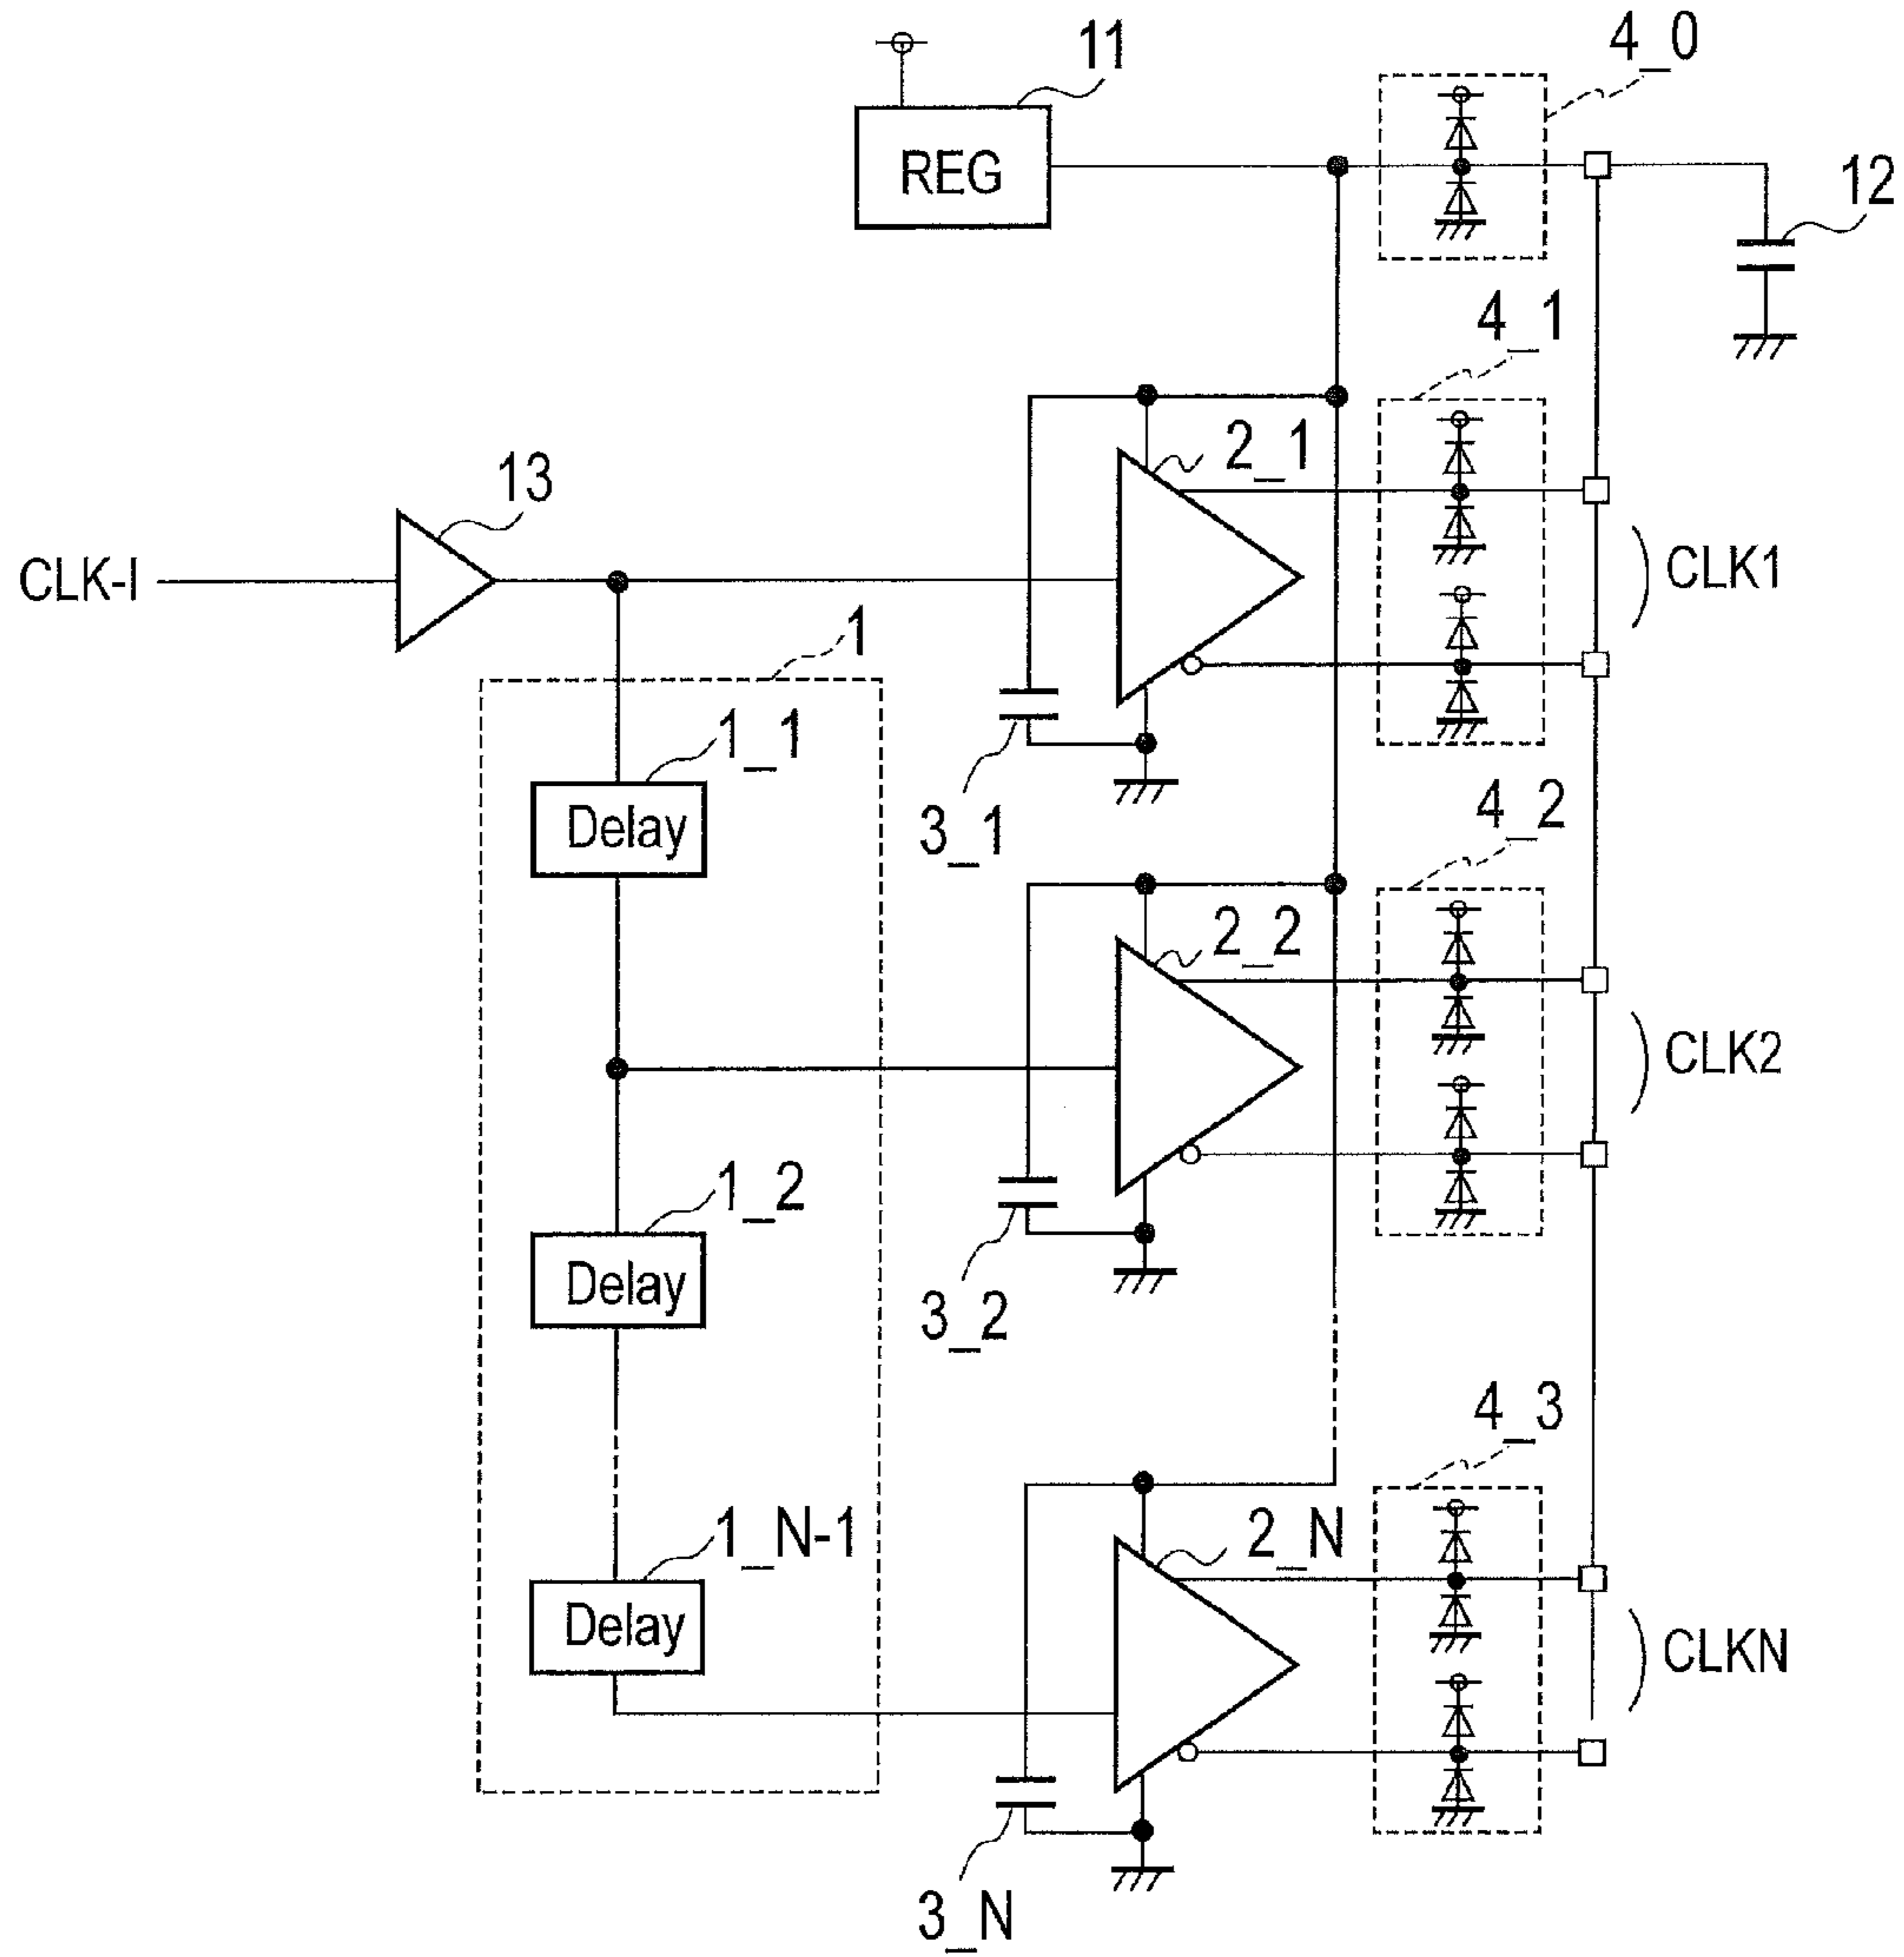 11
4_0
REG
12
4_1
2_1
13
CLK-I
CLK1
1
1_1
Delay
3_1
4_2
2_2
CLK2
1_2
Delay
3_2
4_3
1_N-1
2_N
Delay
CLKN
3_N